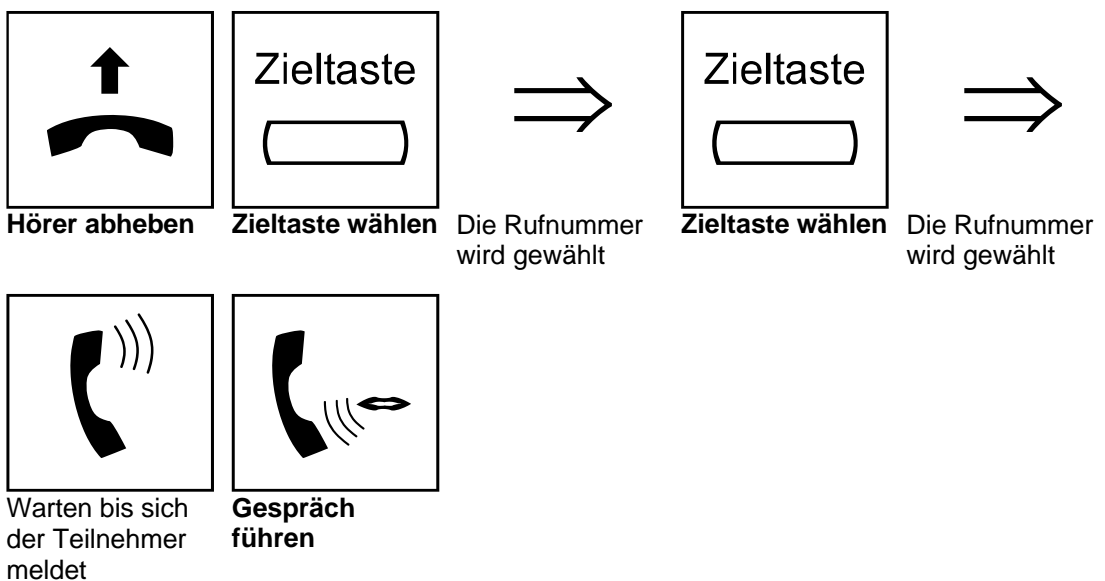 Zieltaste
Zieltaste
Hörer abheben
Zieltaste wählen
Die Rufnummer
wird gewählt
Zieltaste wählen
Die Rufnummer
wird gewählt
Warten bis sich
der Teilnehmer
meldet
Gespräch
führen